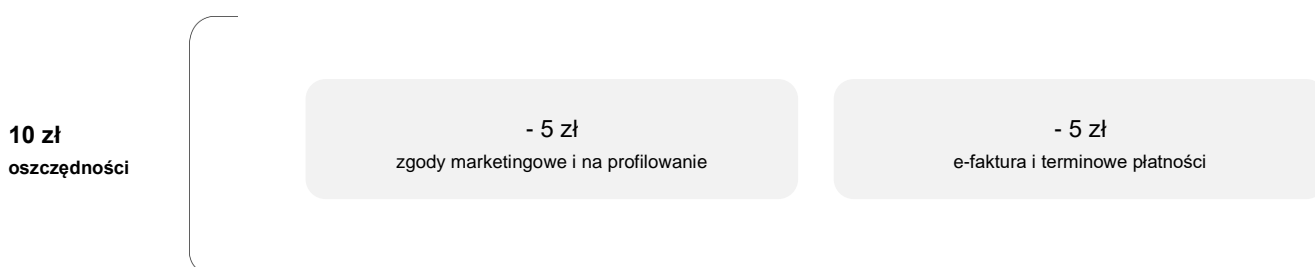 10 zł
oszczędności
- 5 zł
zgody marketingowe i na profilowanie
- 5 zł
e-faktura i terminowe płatności